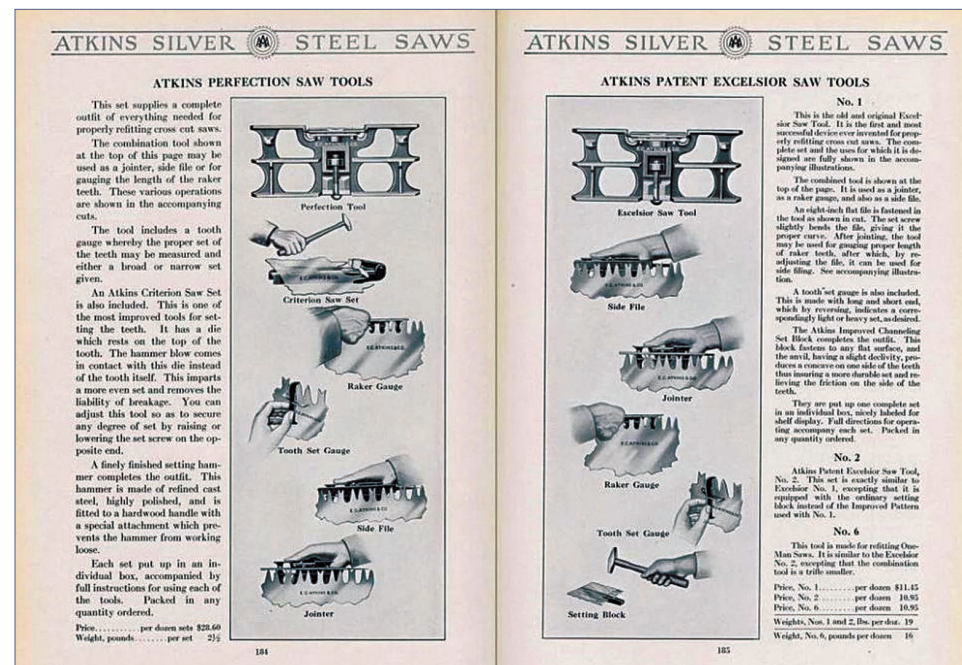 ATKINS SILVER AAA STEEL SAWS
ATKINS PERFECTION SAW TOOLS
This set supplies a complete
outfit of everything needed for
properly refitting cross cut saws.
The combination tool shown
at the top of this page may be
used as a jointer, side file or for
gauging the length of the raker
teeth. These various operations
are shown in the accompanying
cuts.
The tool includes a tooth
gauge whereby the proper set of
the teeth may be measured and
either a broad or narrow set
given.
An Atkins Criterion Saw Set
is also included. This is one of
the most improved tools for set-
ting the teeth. It has a die
which rests on the top of the
tooth. The hammer blow comes
in contact with this die instead
of the tooth itself. This imparts
a more even set and removes the
liability of breakage. You can
adjust this tool so as to secure
any degree of set by raising or
lowering the set screw on the op-
posite end.
A finely finished setting ham-
mer completes the outfit. This
hammer is made of refined cast
steel, highly polished, and is
fitted to a hardwood handle with
a special attachment which pre-
vents the hammer from working
loose.
Each set put up in an in-
dividual box, accompanied by
full instructions for using each of
the tools. Packed in any
quantity ordered.
Price...........per dozen sets $28.60
Weight, pounds........per set 2½
Perfection Tool
E.C. ATKINS & CO
Criterion Saw Set
E.C. ATKINS & CO.
Raker Gauge
Tooth Set Gauge
E.C. ATKINS & CO
Side File
E.C. ATKINS & CO.
Jointer
184
ATKINS SILVER AAA STEEL SAWS
ATKINS PATENT EXCELSIOR SAW TOOLS
Excelsior Saw Tool
E.C. ATKINS & CO
Side File
E.C. ATKINS & CO
Jointer
E.C. ATKINS & CO.
Raker Gauge
Tooth Set Gauge
Setting Block
No. 1
This is the old and original Excel-
sior Saw Tool. It is the first and most
successful device ever invented for prop-
erly refitting cross cut saws. The com-
plete set and the uses for which it is de-
signed are fully shown in the accom-
panying illustrations.
The combined tool is shown at the
top of the page. It is used as a jointer,
as a raker gauge, and also as a side file.
An eight-inch flat file is fastened in
the tool as shown in cut. The set screw
slightly bends the file, giving it the
proper curve. After jointing, the tool
may be used for gauging proper length
of raker teeth, after which, by re-
adjusting the file, it can be used for
side filing. See accompanying illustra-
tion.
A tooth set gauge is also included.
This is made with long and short end,
which by reversing, indicates a corre-
spondingly light or heavy set, as desired.
The Atkins Improved Channeling
Set Block completes the outfit. This
block fastens to any flat surface, and
the anvil, having a slight declivity, pro-
duces a concave on one side of the teeth
thus insuring a more durable set and re-
lieving the friction on the side of the
teeth.
They are put up one complete set
in an individual box, nicely labeled for
shelf display. Full directions for opera-
ting accompany each set. Packed in
any quantity ordered.
No. 2
Atkins Patent Excelsior Saw Tool,
No. 2. This set is exactly similar to
Excelsior No. 1, excepting that it is
equipped with the ordinary setting
block instead of the Improved Pattern
used with No. 1.
No. 6
This tool is made for refitting One-
Man Saws. It is similar to the Excelsior
No. 2, excepting that the combination
tool is a trifle smaller.
Price, No. 1.........per dozen $11.45
Price, No. 2.........per dozen 10.95
Price, No. 6.........per dozen 10.95
Weights, Nos. 1 and 2, lbs. per doz. 19
Weight, No. 6, pounds per dozen 16
185